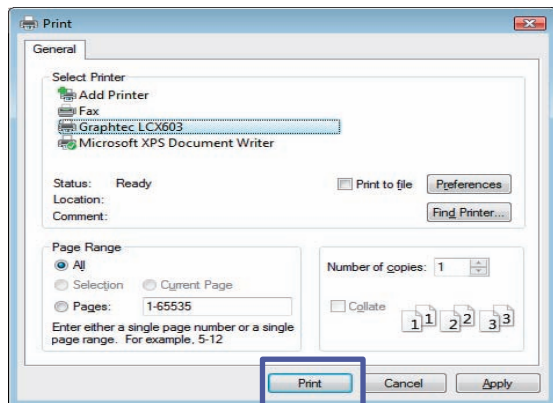 Print
General
Select Printer
Add Printer
Fax
Graphtec LCX603
Microsoft XPS Document Writer
Status: Ready
Print to file
Preferences
Location:
Comment:
Find Printer...
Page Range
All
Selection
Current Page
Pages: 1-65535
Enter either a single page number or a single
page range. For example, 5-12
Number of copies: 1
Collate
1 1 2 2 3 3
Print
Cancel
Apply